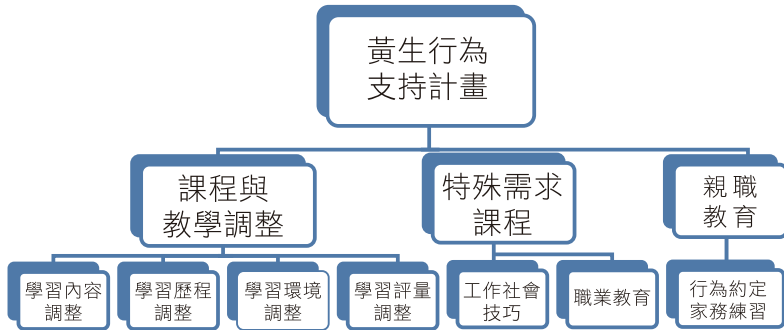 黃生行為
支持計畫
課程與
教學調整
特殊需求
課程
親職
教育
學習內容
調整
學習歷程
調整
學習環境
調整
學習評量
調整
工作社會
技巧
職業教育
行為約定
家務練習